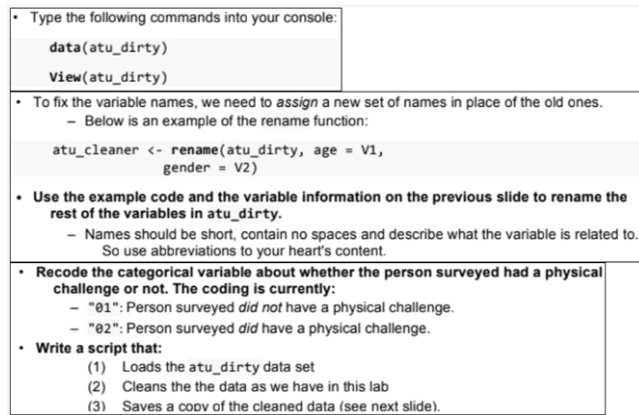 • Type the following commands into your console:
data(atu_dirty)
View(atu_dirty)
• To fix the variable names, we need to assign a new set of names in place of the old ones.
– Below is an example of the rename function:
atu_cleaner <- rename(atu_dirty, age = V1,
gender = V2)
• Use the example code and the variable information on the previous slide to rename the
rest of the variables in atu_dirty.
– Names should be short, contain no spaces and describe what the variable is related to.
So use abbreviations to your heart's content.
• Recode the categorical variable about whether the person surveyed had a physical
challenge or not. The coding is currently:
– "01": Person surveyed did not have a physical challenge.
– "02": Person surveyed did have a physical challenge.
• Write a script that:
(1) Loads the atu_dirty data set
(2) Cleans the the data as we have in this lab
(3) Saves a copy of the cleaned data (see next slide).